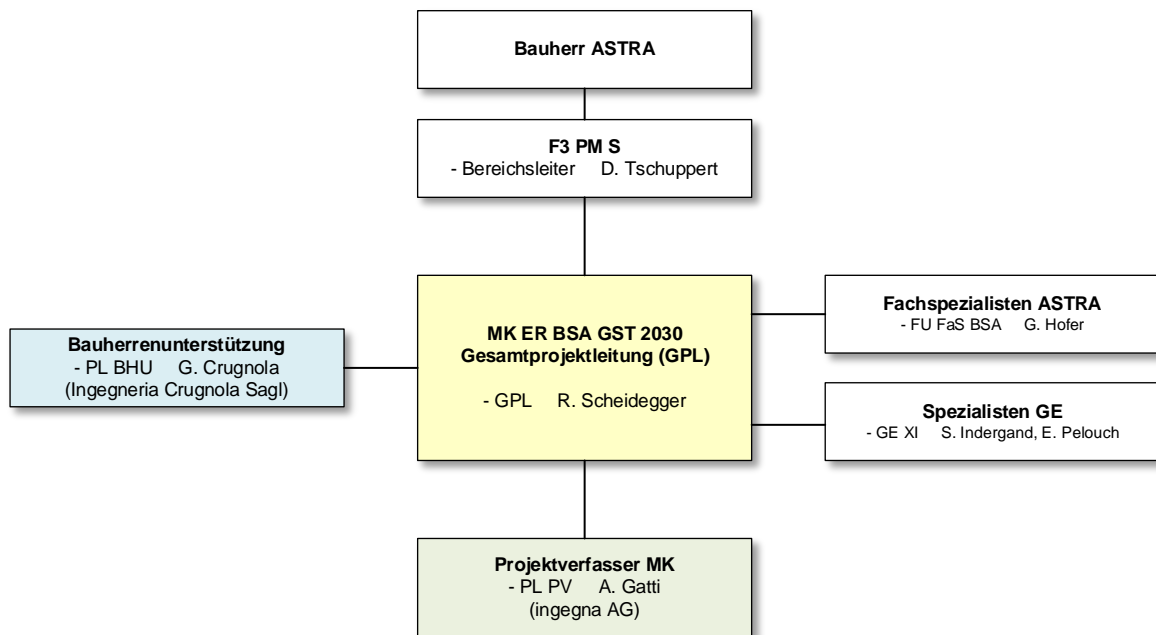 Bauherr ASTRA
F3 PM S
- Bereichsleiter D. Tschuppert
MK ER BSA GST 2030
Gesamtprojektleitung (GPL)
- GPL R. Scheidegger
Bauherrenunterstützung
- PL BHU G. Crugnola
(Ingegneria Crugnola Sagl)
Fachspezialisten ASTRA
- FU FaS BSA G. Hofer
Spezialisten GE
- GE XI S. Indergand, E. Pelouch
Projektverfasser MK
- PL PV A. Gatti
(ingegna AG)